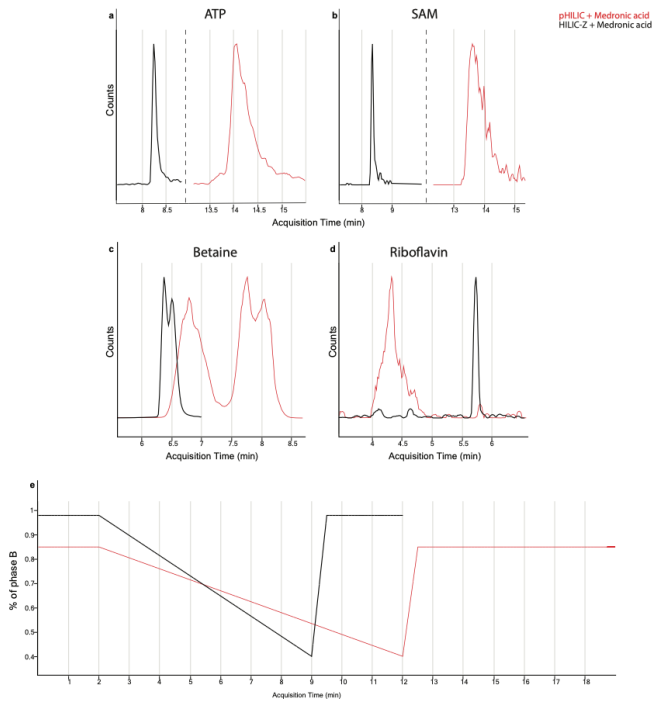 pHILIC + Medronic acid
HILIC-Z + Medronic acid
a ATP
Counts
8 8.5 13.5 14 14.5 15
b SAM
8 9 13 14 15
Acquisition Time (min)
c Betaine
Counts
6 6.5 7 7.5 8 8.5
Acquisition Time (min)
d Riboflavin
Counts
4 4.5 5 5.5 6
Acquisition Time (min)
e
% of phase B
1
0.9
0.8
0.7
0.6
0.5
0.4
1 2 3 4 5 6 7 8 9 10 11 12 13 14 15 16 17 18
Acquisition Time (min)